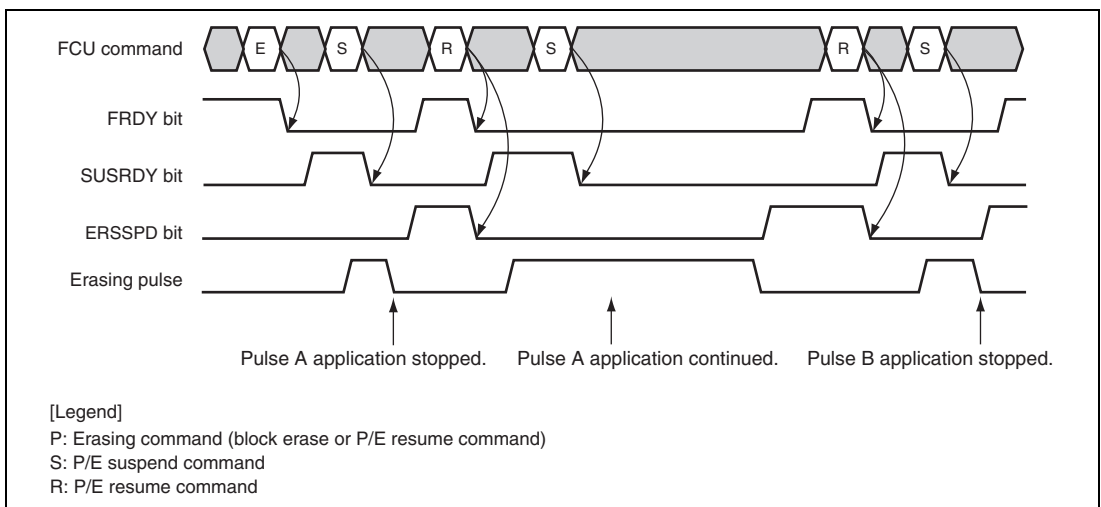 FCU command
E S R S R S
FRDY bit
SUSRDY bit
ERSSPD bit
Erasing pulse
Pulse A application stopped. Pulse A application continued. Pulse B application stopped.
[Legend]
P: Erasing command (block erase or P/E resume command)
S: P/E suspend command
R: P/E resume command